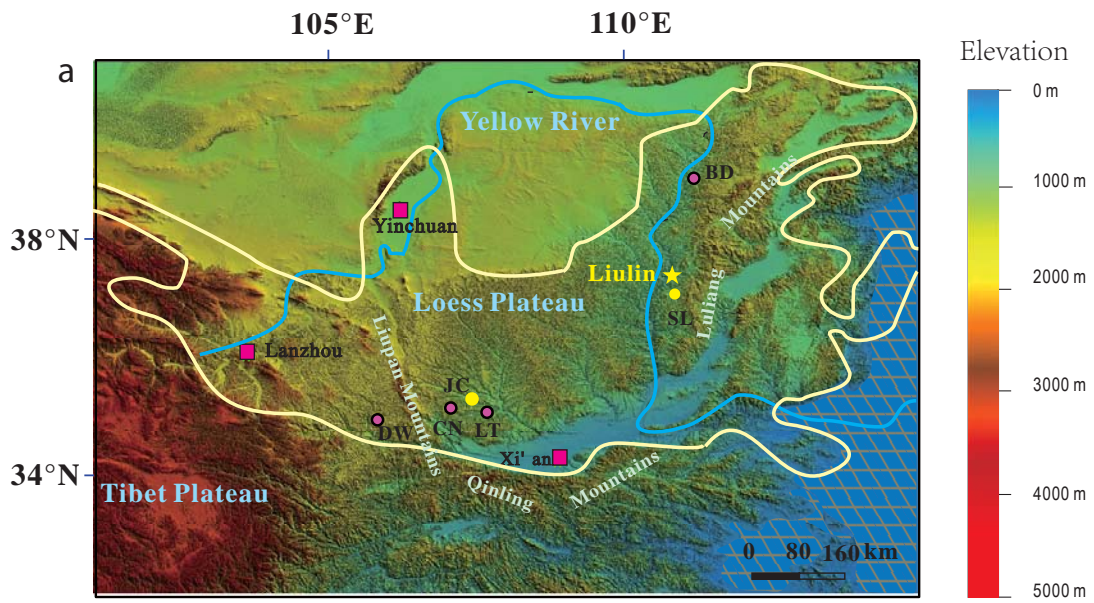 105°E
110°E
a
Elevation
0 m
1000 m
2000 m
3000 m
4000 m
5000 m
Yellow River
BD
Mountains
Yinchuan
38°N
Liulin
SL
Luliang
Loess Plateau
Lanzhou
Liupan Mountains
JC
CN
LT
DW
Xi' an
34°N
Tibet Plateau
Qinling
Mountains
0 80 160 km